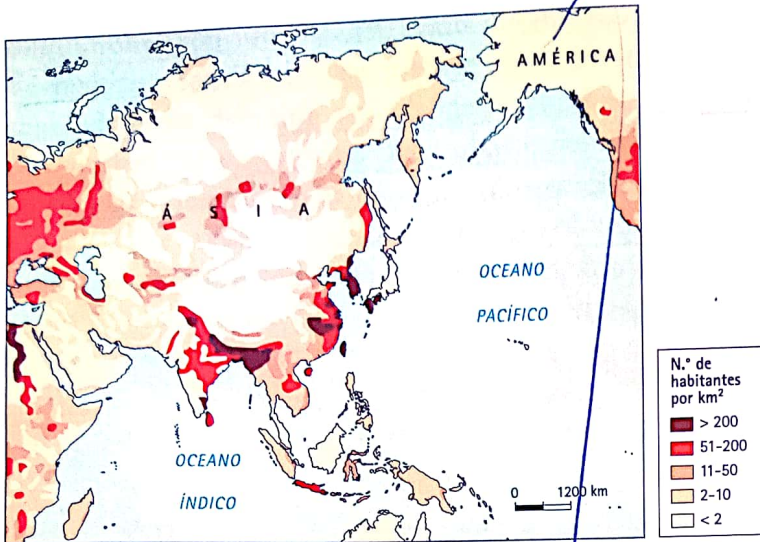 AMÉRICA
ÁSIA
OCEANO
PACÍFICO
OCEANO
ÍNDICO
0 1200 km
N.° de
habitantes
por km²
> 200
51-200
11-50
2-10
< 2